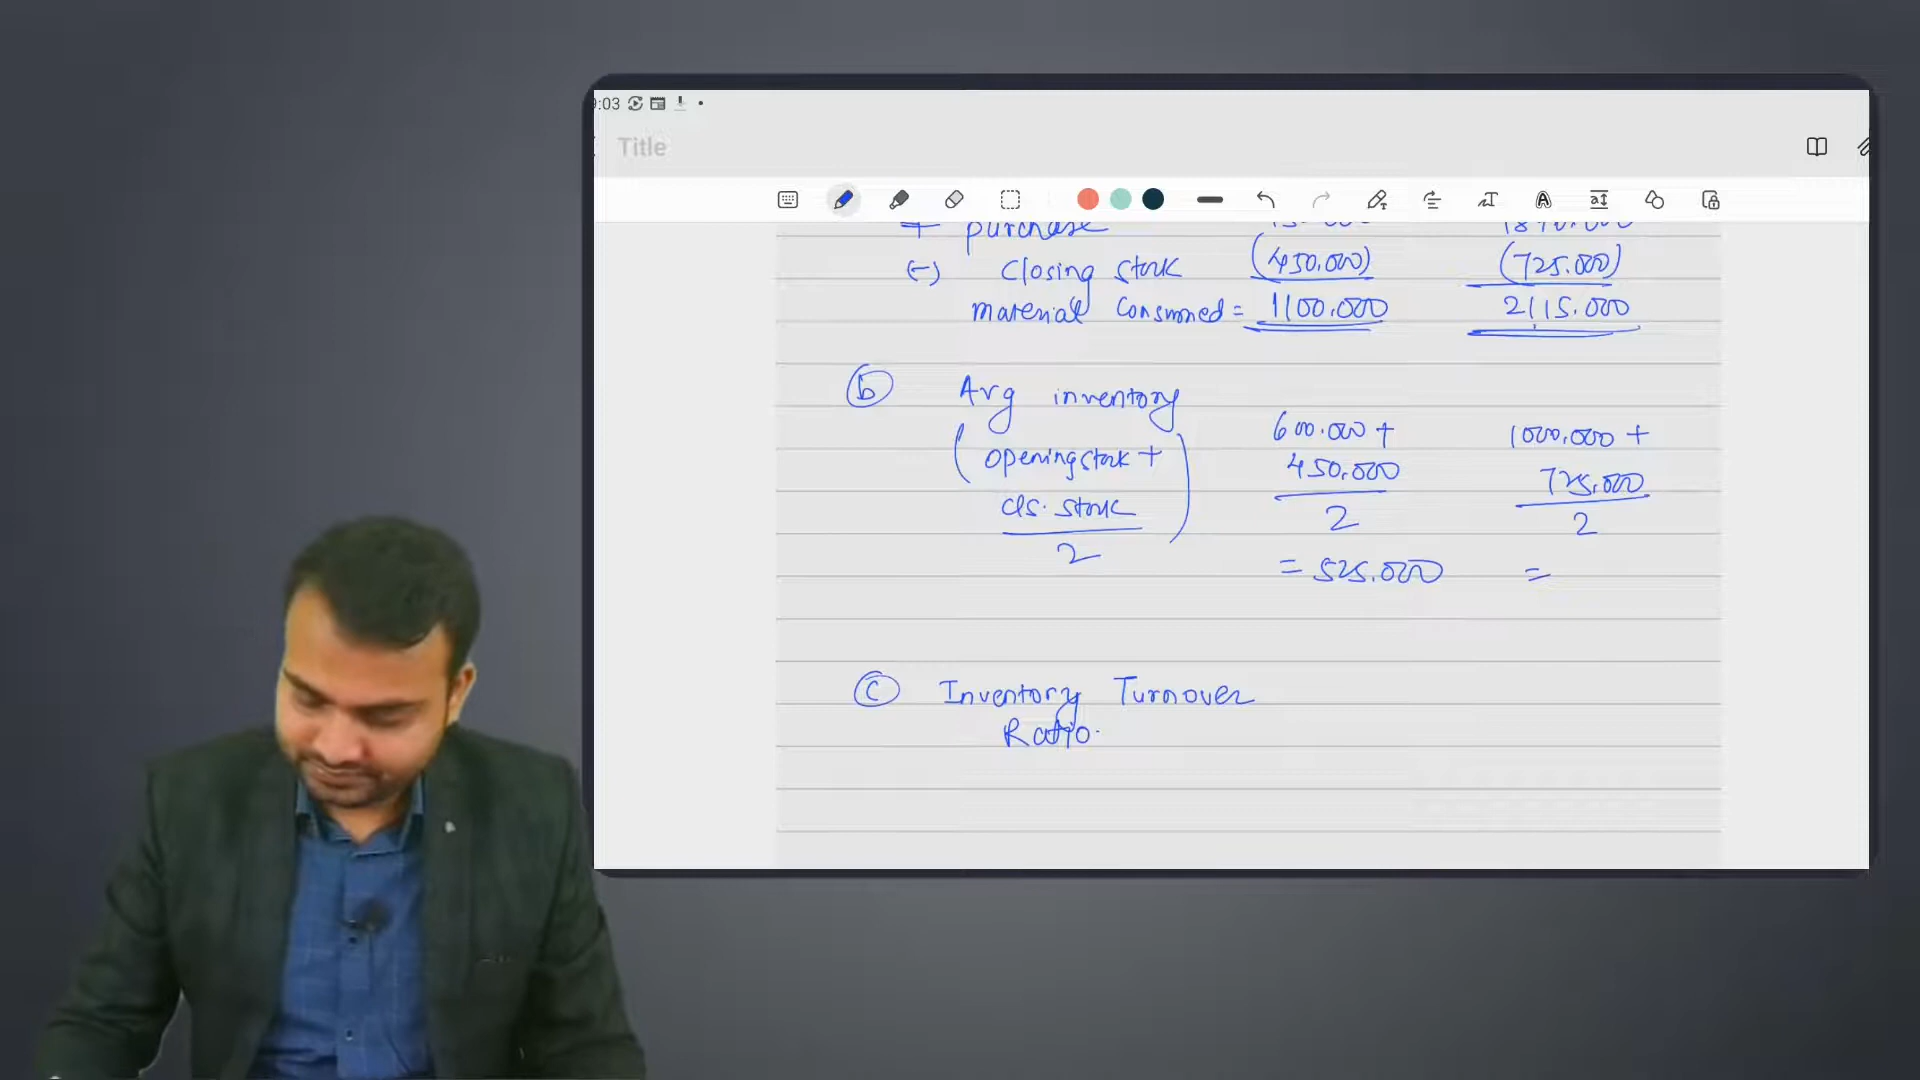 :03
Title
+ purchase
(-) closing stock (450.000) (725.000)
material consumed = 1100.000 2115.000
(b) Avg inventory
(opening stock + 600.000 + 1000.000 +
cls. stock 450.000 725.000
2 2 2
= 525.000 =
(c) Inventory Turnover
Ratio.